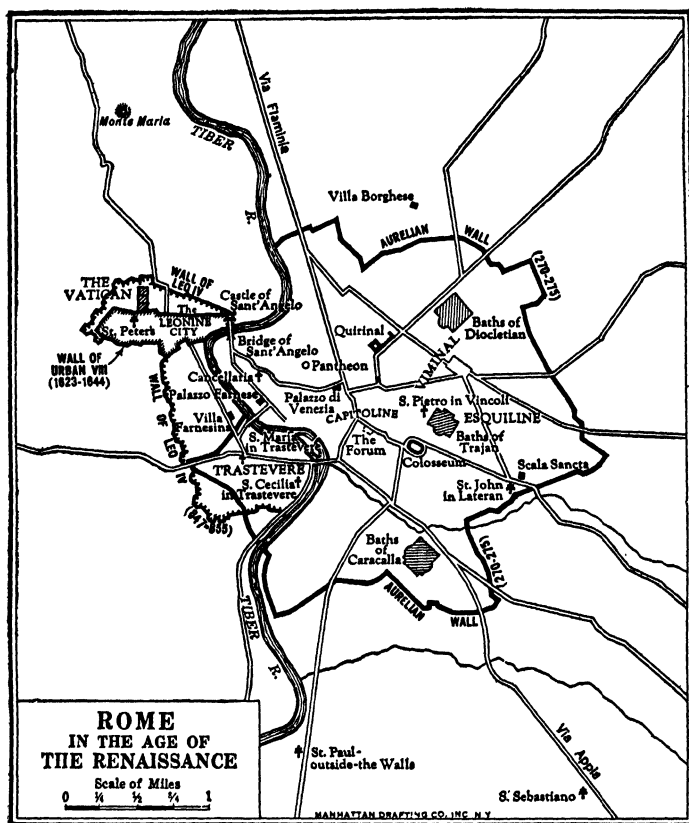 Monte Maria
TIBER
R.
Via Flaminia
Villa Borghese
AURELIAN WALL
(270-275)
WALL OF
LEO IV
THE
VATICAN
Castle of
Sant'Angelo
St. Peter's
The
LEONINE
CITY
WALL OF
URBAN VIII
(1623-1644)
Bridge of
Sant'Angelo
Quirinal
Baths of
Diocletian
VIMINAL
Pantheon
Cancellaria
Palazzo Farnese
Palazzo di
Venezia
CAPITOLINE
S. Pietro in Vincoli
ESQUILINE
Baths of
Trajan
Villa
Farnesina
WALL OF LEO IV
(847-855)
S. Maria
in Trastevere
The
Forum
Colosseum
Scala Sancta
TRASTEVERE
S. Cecilia
in Trastevere
St. John
in Lateran
Baths
of
Caracalla
(270-275)
AURELIAN WALL
TIBER
R.
ROME
IN THE AGE OF
THE RENAISSANCE
Scale of Miles
0 ¼ ½ ¾ 1
St. Paul-
outside-the Walls
Via Appia
S. Sebastiano
MANHATTAN DRAFTING CO. INC. N.Y.